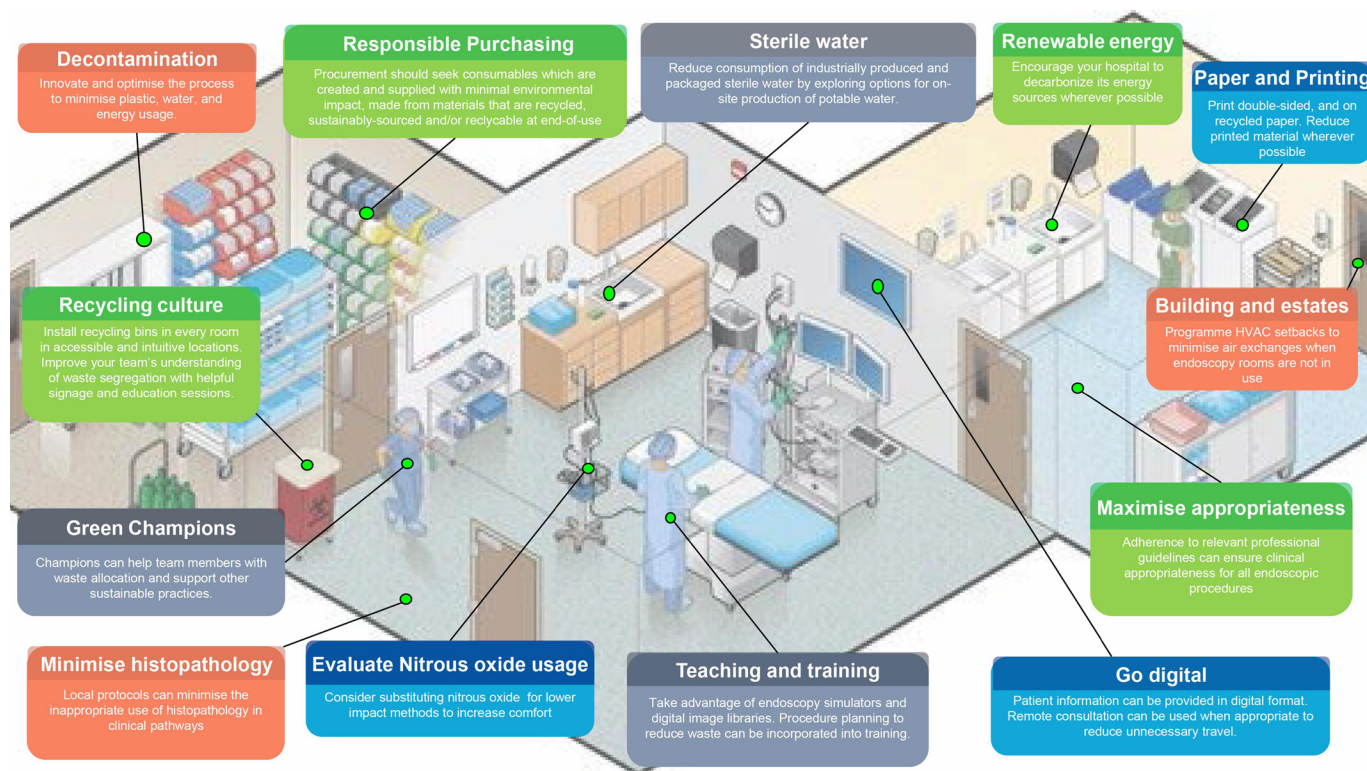 Decontamination
Innovate and optimise the process
to minimise plastic, water, and
energy usage.
Responsible Purchasing
Procurement should seek consumables which are
created and supplied with minimal environmental
impact, made from materials that are recycled,
sustainably-sourced and/or reclycable at end-of-use
Sterile water
Reduce consumption of industrially produced and
packaged sterile water by exploring options for on-
site production of potable water.
Renewable energy
Encourage your hospital to
decarbonize its energy
sources wherever possible
Paper and Printing
Print double-sided, and on
recycled paper. Reduce
printed material wherever
possible
Recycling culture
Install recycling bins in every room
in accessible and intuitive locations.
Improve your team's understanding
of waste segregation with helpful
signage and education sessions.
Building and estates
Programme HVAC setbacks to
minimise air exchanges when
endoscopy rooms are not in
use
Green Champions
Champions can help team members with
waste allocation and support other
sustainable practices.
Maximise appropriateness
Adherence to relevant professional
guidelines can ensure clinical
appropriateness for all endoscopic
procedures
Minimise histopathology
Local protocols can minimise the
inappropriate use of histopathology in
clinical pathways
Evaluate Nitrous oxide usage
Consider substituting nitrous oxide for lower
impact methods to increase comfort
Teaching and training
Take advantage of endoscopy simulators and
digital image libraries. Procedure planning to
reduce waste can be incorporated into training.
Go digital
Patient information can be provided in digital format.
Remote consultation can be used when appropriate to
reduce unnecessary travel.